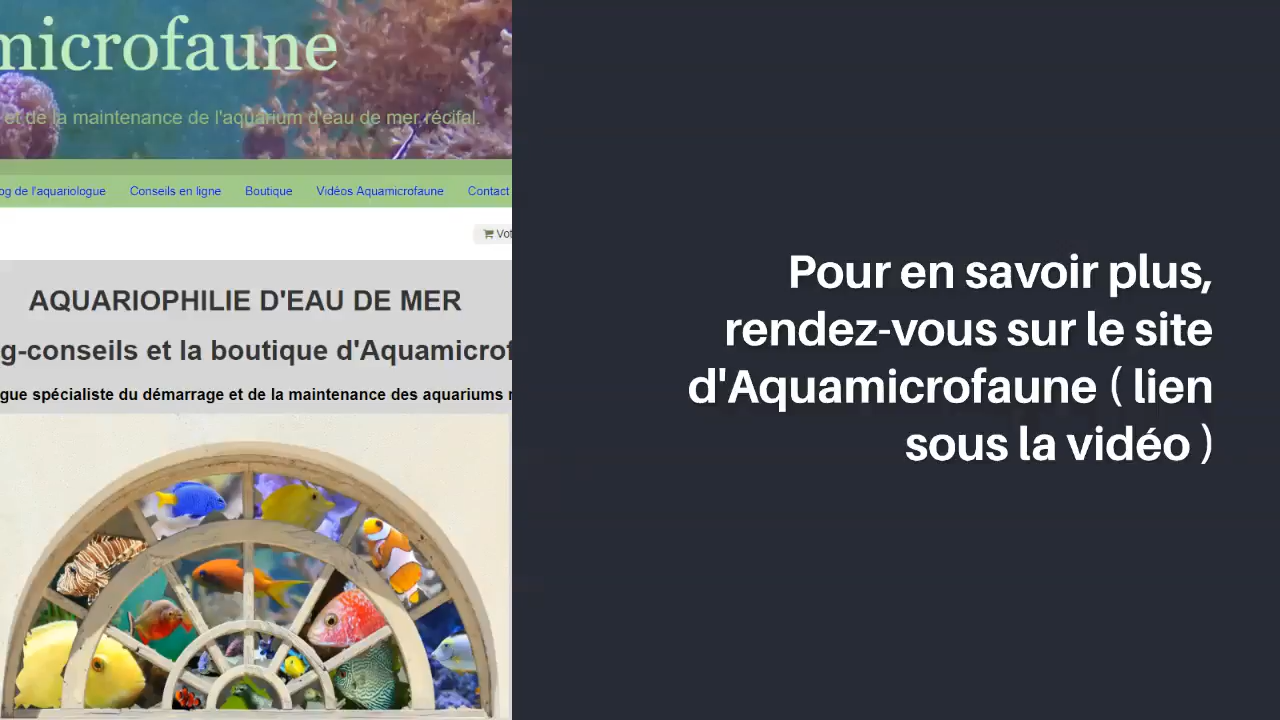 microfaune
et de la maintenance de l'aquarium d'eau de mer récifal.
og de l'aquariologue Conseils en ligne Boutique Vidéos Aquamicrofaune Contact
Vot
AQUARIOPHILIE D'EAU DE MER
g-conseils et la boutique d'Aquamicrof
gue spécialiste du démarrage et de la maintenance des aquariums
Pour en savoir plus,
rendez-vous sur le site
d'Aquamicrofaune ( lien
sous la vidéo )